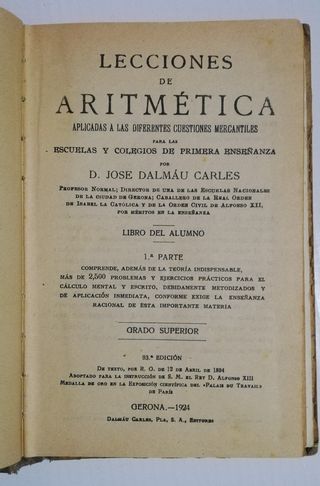 LECCIONES
DE
ARITMÉTICA
APLICADAS A LAS DIFERENTES CUESTIONES MERCANTILES
PARA LAS
ESCUELAS Y COLEGIOS DE PRIMERA ENSEÑANZA
POR
D. JOSE DALMÁU CARLES
PROFESOR NORMAL; DIRECTOR DE UNA DE LAS ESCUELAS NACIONALES
DE LA CIUDAD DE GERONA; CABALLERO DE LA REAL ORDEN
DE ISABEL LA CATÓLICA Y DE LA ORDEN CIVIL DE ALFONSO XII,
POR MÉRITOS EN LA ENSEÑANZA
LIBRO DEL ALUMNO
1.ª PARTE
COMPRENDE, ADEMÁS DE LA TEORÍA INDISPENSABLE,
MÁS DE 2,500 PROBLEMAS Y EJERCICIOS PRÁCTICOS PARA EL
CÁLCULO MENTAL Y ESCRITO, DEBIDAMENTE METODIZADOS Y
DE APLICACIÓN INMEDIATA, CONFORME EXIGE LA ENSEÑANZA
RACIONAL DE ESTA IMPORTANTE MATERIA
GRADO SUPERIOR
93.ª EDICIÓN
DE TEXTO, POR R. O. DE 12 DE ABRIL DE 1894
ADOPTADO PARA LA INSTRUCCIÓN DE S. M. EL REY D. ALFONSO XIII
MEDALLA DE ORO EN LA EXPOSICIÓN CIENTÍFICA DEL «PALAIS DU TRAVAIL»
DE PARÍS
GERONA.—1924
DALMÁU CARLES, PLA, S. A., EDITORES